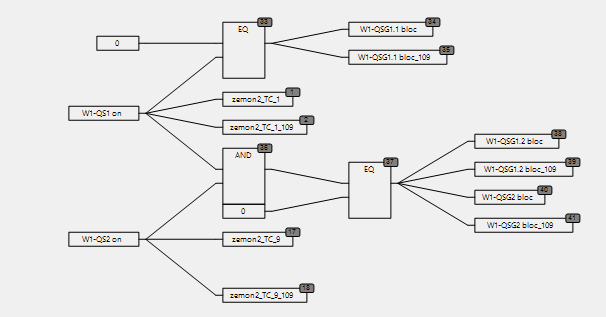 33
34
EQ
W1-QSG1.1 bloc
0
35
W1-QSG1.1 bloc_109
1
zemon2_TC_1
W1-QS1 on
2
zemon2_TC_1_109
36
AND
37
EQ
38
W1-QSG1.2 bloc
39
W1-QSG1.2 bloc_109
40
W1-QSG2 bloc
0
41
W1-QSG2 bloc_109
17
W1-QS2 on
zemon2_TC_9
18
zemon2_TC_9_109